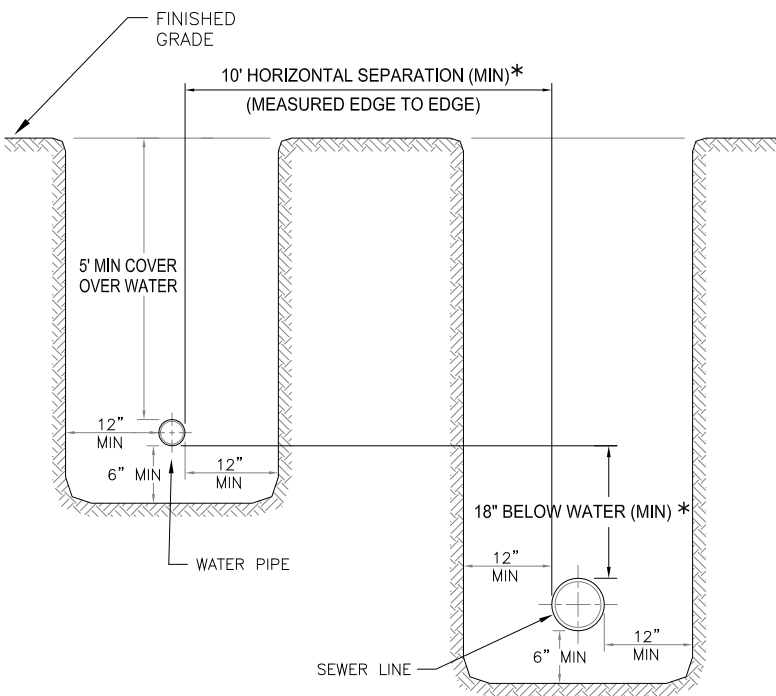 FINISHED
GRADE
10' HORIZONTAL SEPARATION (MIN)*
(MEASURED EDGE TO EDGE)
5' MIN COVER
OVER WATER
12”
MIN
6” MIN
12”
MIN
WATER PIPE
18" BELOW WATER (MIN) *
12”
MIN
12”
MIN
6” MIN
SEWER LINE